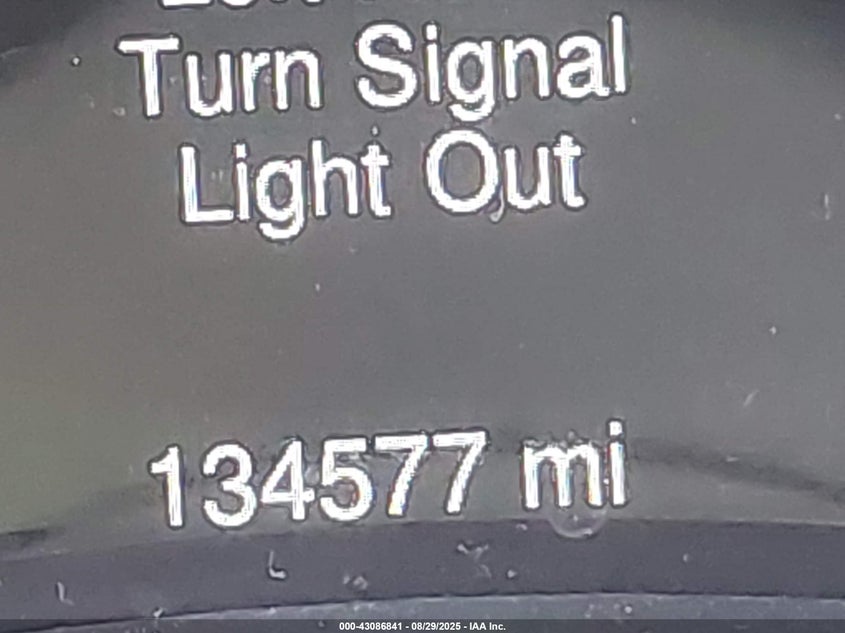 Turn Signal
Light Out
134577 mi
000-43086841 - 08/29/2025 - IAA Inc.